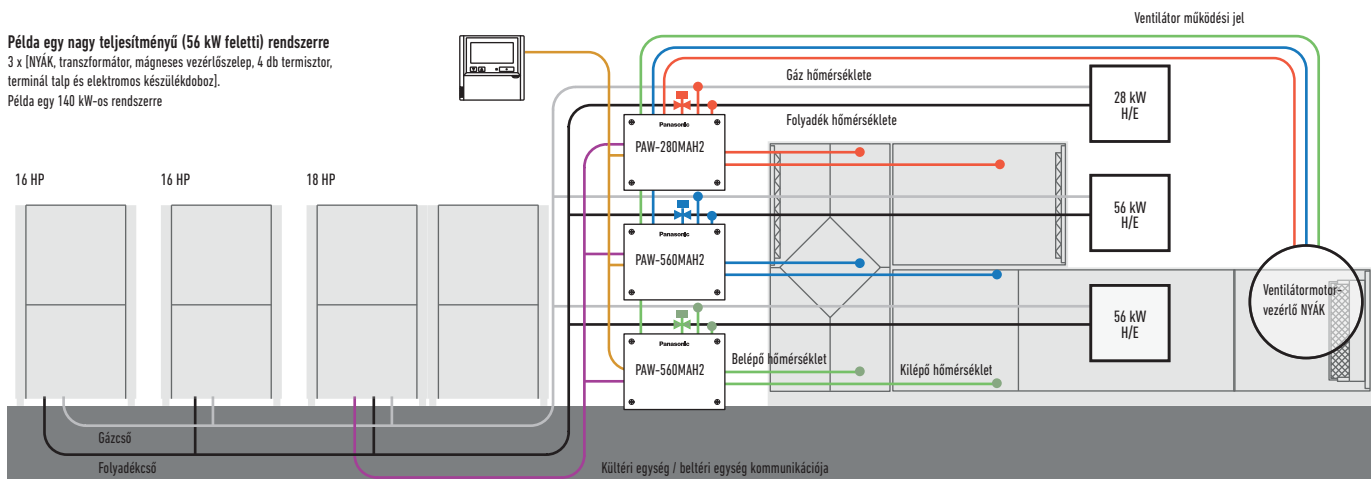 Ventilátor működési jel
Példa egy nagy teljesítményű (56 kW feletti) rendszerre
3 x [NYÁK, transzformátor, mágneses vezérlőszelep, 4 db termisztor,
terminál talp és elektromos készülékdoboz].
Példa egy 140 kW-os rendszerre
Gáz hőmérséklete
Folyadék hőmérséklete
28 kW
H/E
Panasonic
PAW-280MAH2
16 HP
16 HP
18 HP
56 kW
H/E
Panasonic
PAW-560MAH2
Ventilátormotor-
vezérlő NYÁK
56 kW
H/E
Panasonic
PAW-560MAH2
Belépő hőmérséklet
Kilépő hőmérséklet
Gázcső
Folyadékcső
Kültéri egység / beltéri egység kommunikációja